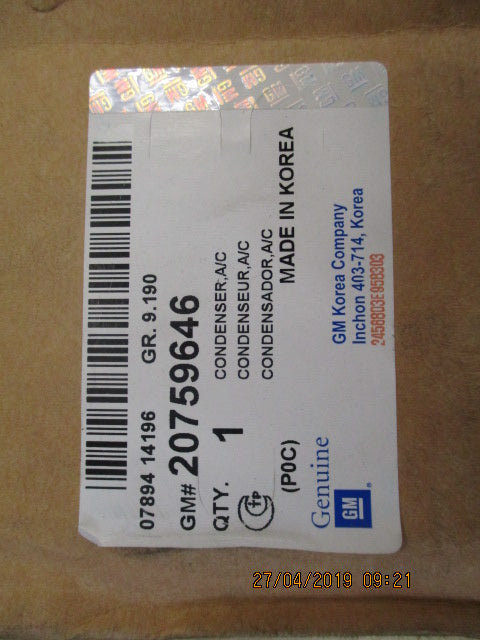 07894 14196 GR. 9.190
GM# 20759646
QTY. 1
CONDENSER,A/C
CONDENSEUR,A/C
CONDENSADOR,A/C
(P0C) MADE IN KOREA
Genuine
GM
GM Korea Company
Inchon 403-714, Korea
27/04/2019 09:21